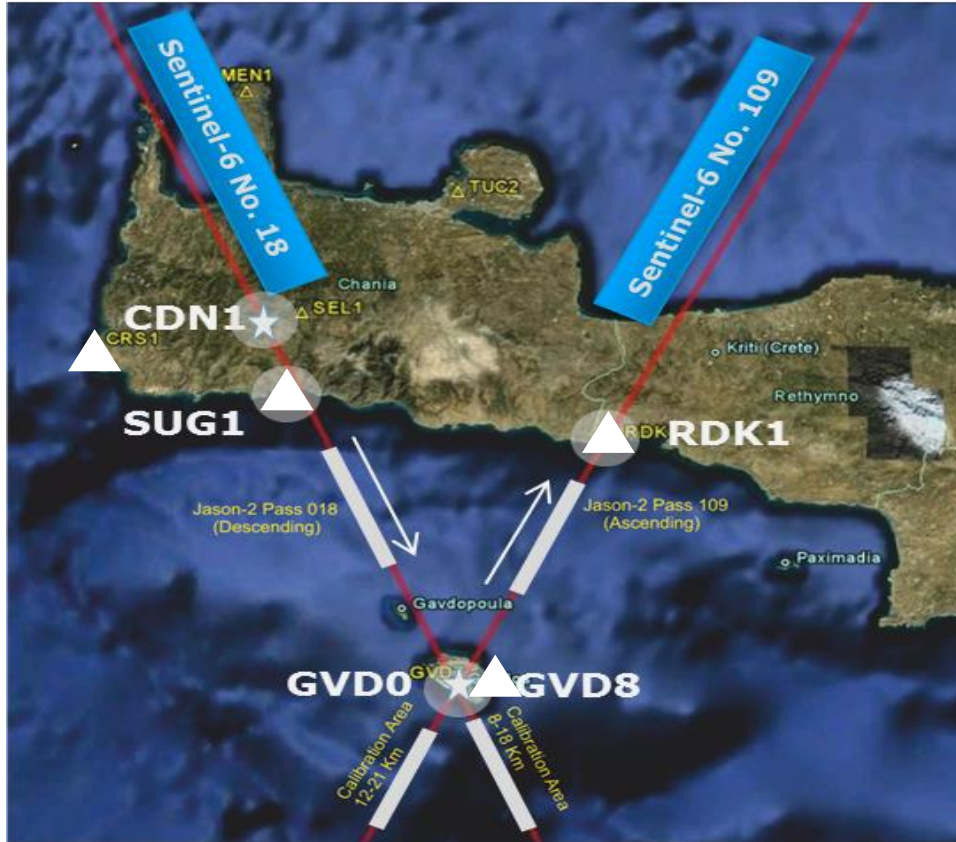 MEN1
Sentinel-6 No. 18
Sentinel-6 No. 109
TUC2
Chania
SEL1
CDN1
CRS1
Kriti (Crete)
Rethymno
SUG1
RDK
RDK1
Jason-2 Pass 018
(Descending)
Jason-2 Pass 109
(Ascending)
Paximadia
Gavdopoula
GVD0
GVD
GVD8
Calibration Area
12-21 Km
Calibration Area
8-18 Km